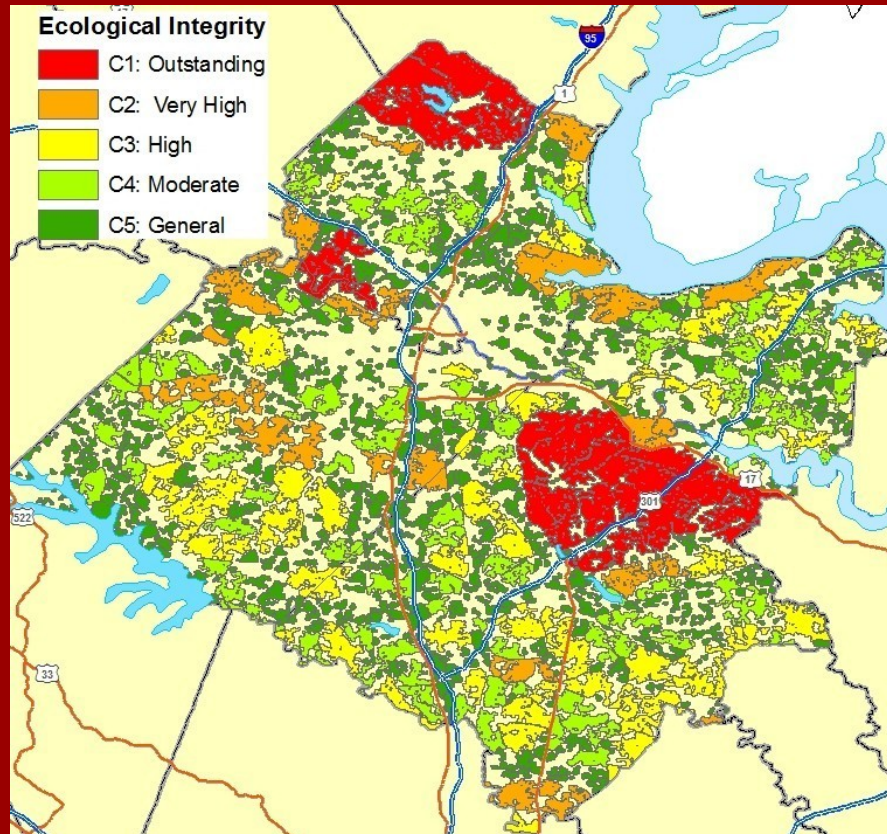 Ecological Integrity
C1: Outstanding
C2: Very High
C3: High
C4: Moderate
C5: General
95
1
17
301
522
33